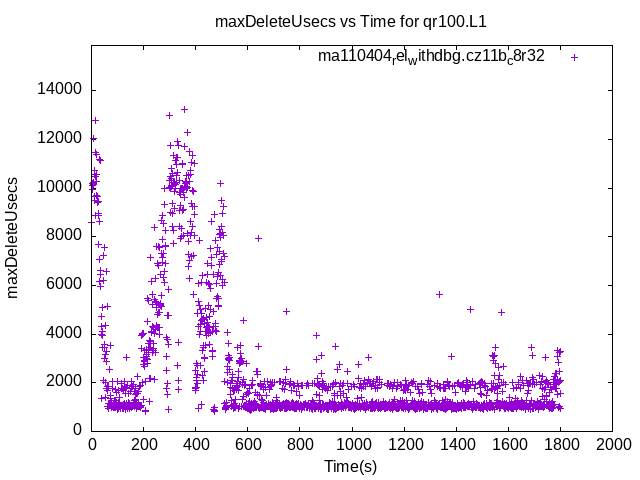 maxDeleteUsecs vs Time for qr100.L1
ma110404rel_withdbg.cz11b_c8r32
maxDeleteUsecs
14000
12000
10000
8000
6000
4000
2000
0
0 200 400 600 800 1000 1200 1400 1600 1800 2000
Time(s)